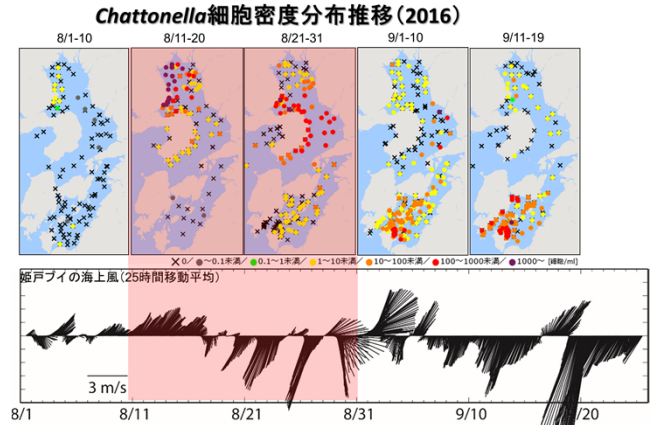 Chattonella細胞密度分布推移（2016）
8/1-10 8/11-20 8/21-31 9/1-10 9/11-19
×0／●～0.1未満／●0.1～1未満／●1～10未満／●10～100未満／●100～1000未満／●1000～ [細胞/ml]
姫戸ブイの海上風（25時間移動平均）
3 m/s
8/1 8/11 8/21 8/31 9/10 9/20